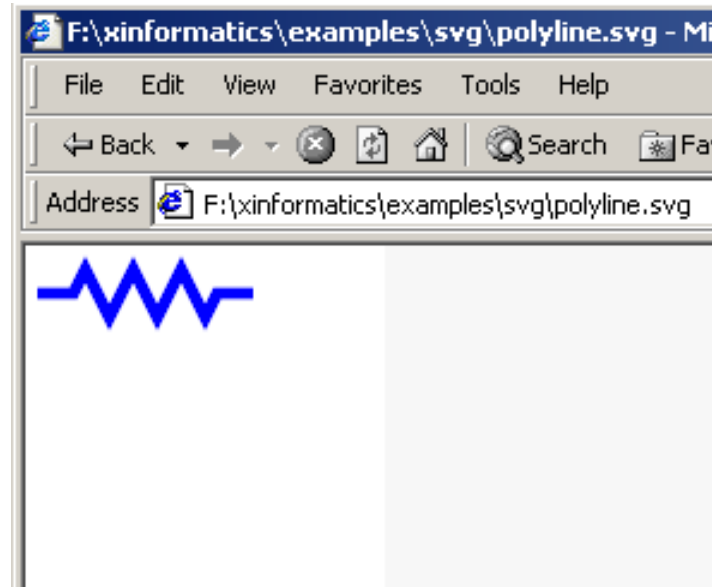 F:\xinformatics\examples\svg\polyline.svg - Mi
File Edit View Favorites Tools Help
Back Search Fa
Address F:\xinformatics\examples\svg\polyline.svg